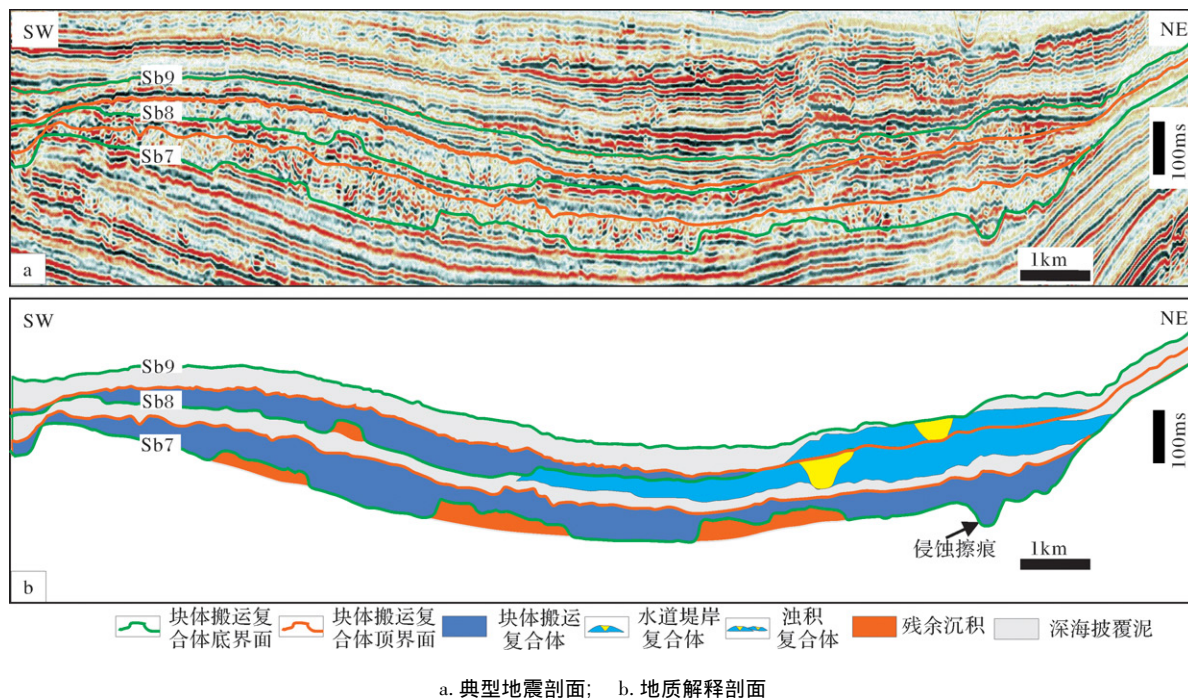 SW
NE
Sb9
Sb8
Sb7
100ms
1km
a
SW
NE
Sb9
Sb8
Sb7
100ms
侵蚀擦痕
1km
b
块体搬运复
合体底界面
块体搬运复
合体顶界面
块体搬运
复合体
水道堤岸
复合体
浊积
复合体
残余沉积
深海披覆泥
a. 典型地震剖面; b. 地质解释剖面